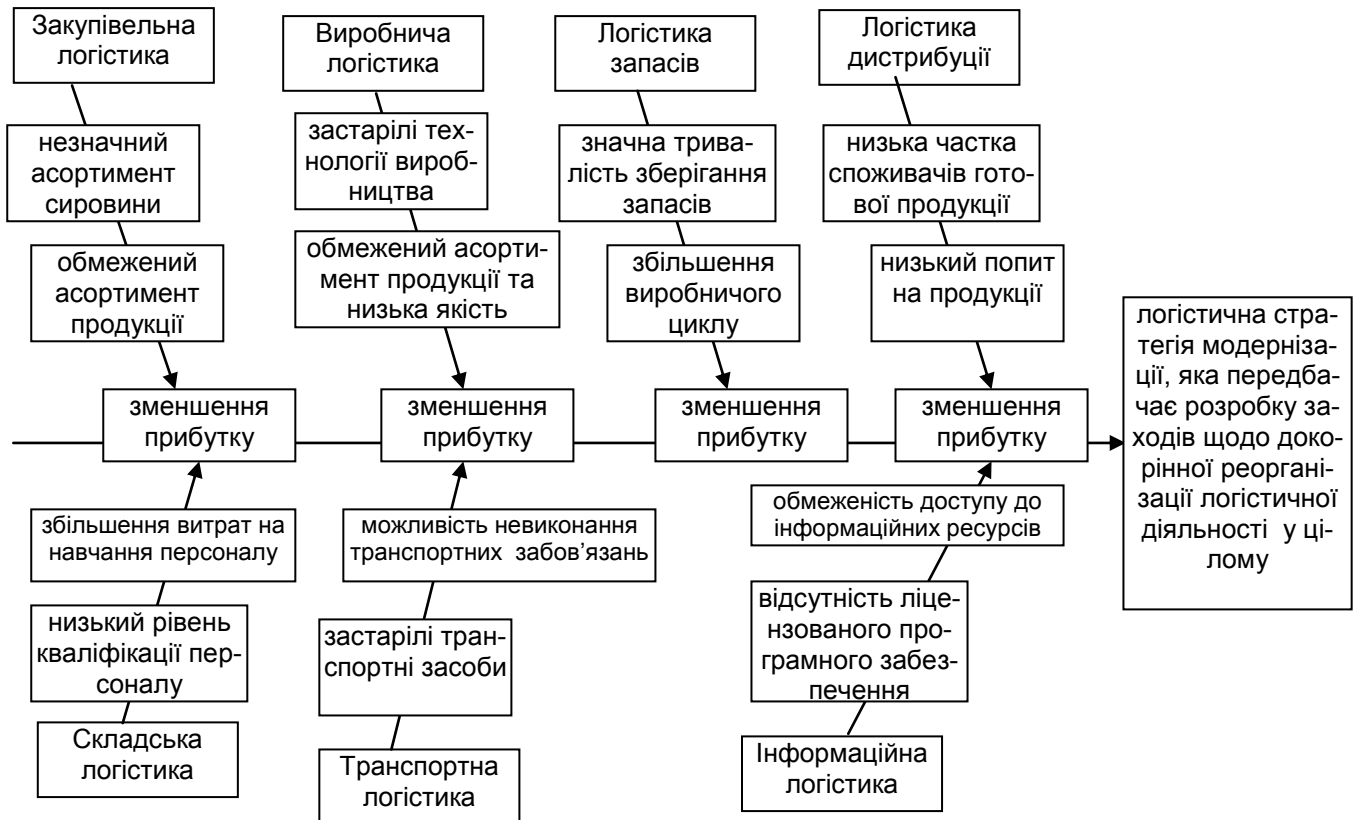 Закупівельна
логістика
Виробнича
логістика
Логістика
запасів
Логістика
дистрибуції
незначний
асортимент
сировини
застарілі тех-
нології вироб-
ництва
значна трива-
лість зберігання
запасів
низька частка
споживачів гото-
вої продукції
обмежений
асортимент
продукції
обмежений асорти-
мент продукції та
низька якість
збільшення
виробничого
циклу
низький попит
на продукції
зменшення
прибутку
зменшення
прибутку
зменшення
прибутку
зменшення
прибутку
логістична стра-
тегія модерніза-
ції, яка передба-
чає розробку за-
ходів щодо доко-
рінної реоргані-
зації логістичної
діяльності у ці-
лому
збільшення витрат на
навчання персоналу
можливість невиконання
транспортних забов’язань
обмеженість доступу до
інформаційних ресурсів
низький рівень
кваліфікації пер-
соналу
застарілі тран-
спортні засоби
відсутність ліце-
нзованого про-
грамного забез-
печення
Складська
логістика
Транспортна
логістика
Інформаційна
логістика